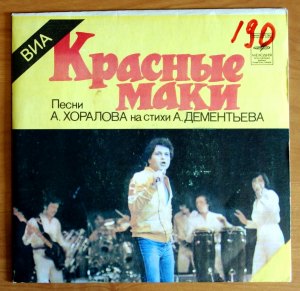 190
ВИА
Красные
маки
Песни
А. ХОРАЛОВА на стихи А. ДЕМЕНТЬЕВА